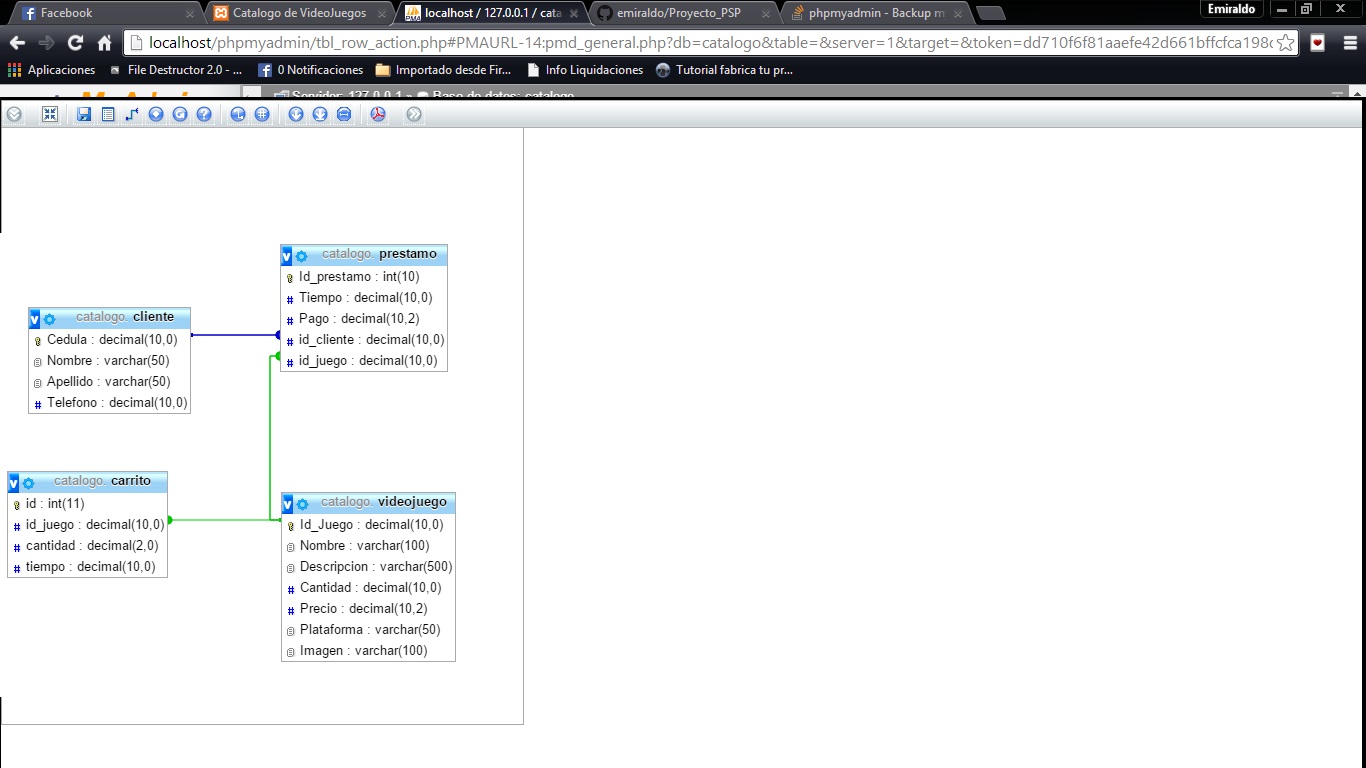 Facebook
Catalogo de VideoJuegos
localhost / 127.0.0.1 / cata
emiraldo/Proyecto_PSP
phpmyadmin - Backup m
Emiraldo
localhost/phpmyadmin/tbl_row_action.php#PMAURL-14:pmd_general.php?db=catalogo&table=&server=1&target=&token=dd710f6f81aaefe42d661bffcfca198c
Aplicaciones
File Destructor 2.0 - ...
0 Notificaciones
Importado desde Fir...
Info Liquidaciones
Tutorial fabrica tu pr...
Servidor: 127.0.0.1 » Base de datos: catalogo
catalogo. prestamo
Id_prestamo : int(10)
Tiempo : decimal(10,0)
Pago : decimal(10,2)
id_cliente : decimal(10,0)
id_juego : decimal(10,0)
catalogo. cliente
Cedula : decimal(10,0)
Nombre : varchar(50)
Apellido : varchar(50)
Telefono : decimal(10,0)
catalogo. carrito
id : int(11)
id_juego : decimal(10,0)
cantidad : decimal(2,0)
tiempo : decimal(10,0)
catalogo. videojuego
Id_Juego : decimal(10,0)
Nombre : varchar(100)
Descripcion : varchar(500)
Cantidad : decimal(10,0)
Precio : decimal(10,2)
Plataforma : varchar(50)
Imagen : varchar(100)